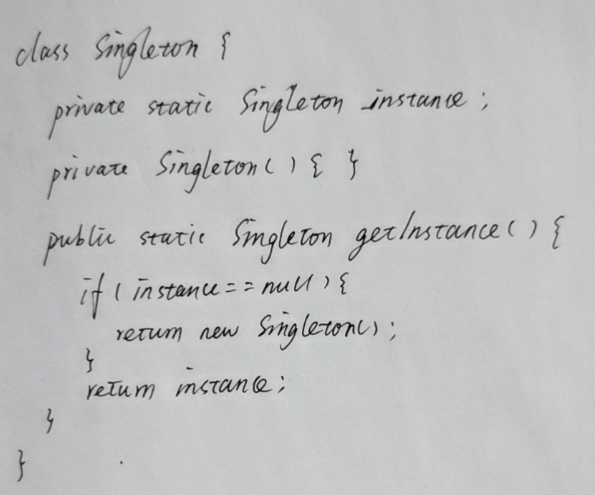 class Singleton {
private static Singleton instance;
private Singleton() { }
public static Singleton getInstance() {
if (instance == null) {
return new Singleton();
}
return instance;
}
}